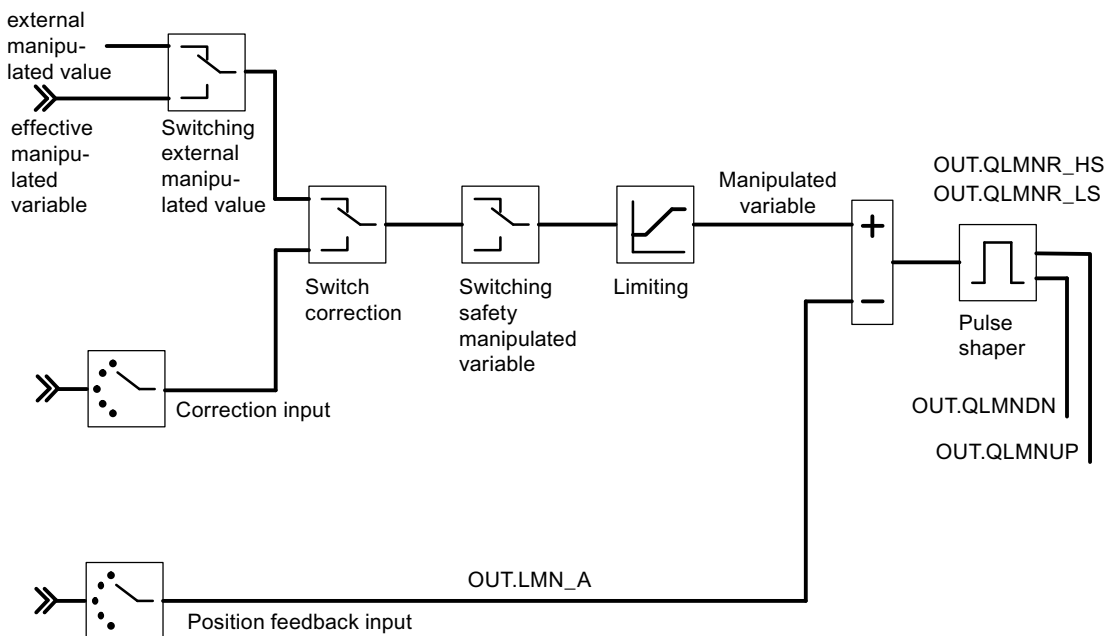 external
manipu-
lated value
effective
manipu-
lated
variable
Switching
external
manipu-
lated value
Switch
correction
Switching
safety
manipulated
variable
Limiting
Manipulated
variable
+
−
OUT.QLMNR_HS
OUT.QLMNR_LS
Pulse
shaper
OUT.QLMNDN
OUT.QLMNUP
Correction input
OUT.LMN_A
Position feedback input